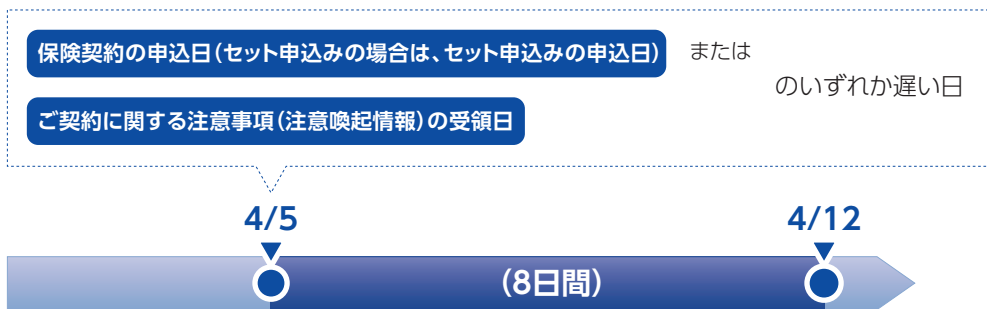 保険契約の申込日(セット申込みの場合は、セット申込みの申込日)
または
のいずれか遅い日
ご契約に関する注意事項(注意喚起情報)の受領日
4/5
4/12
(8日間)